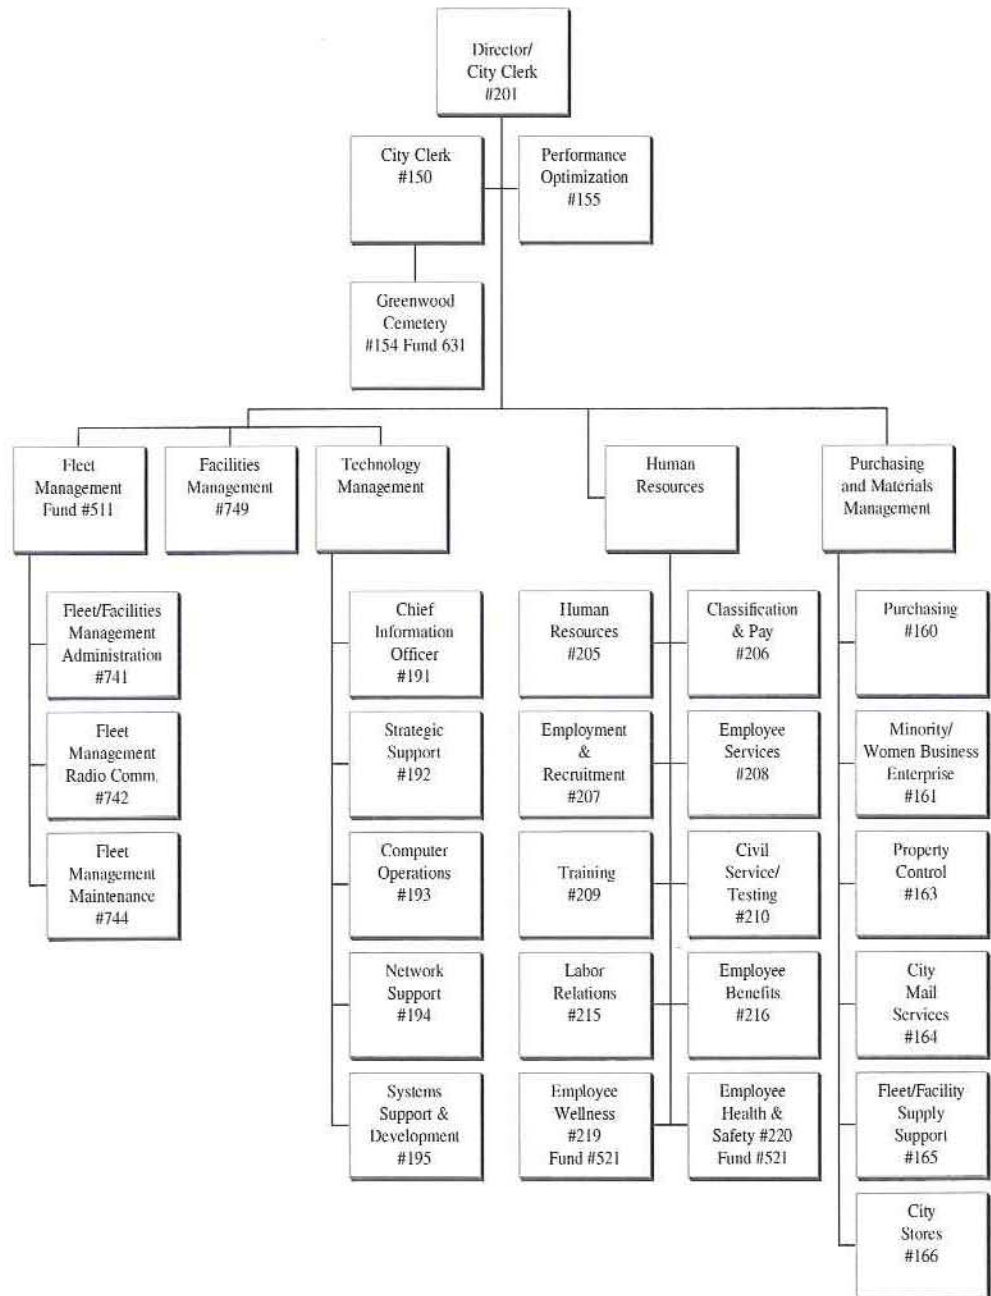 Director/
City Clerk
#201
City Clerk
#150
Performance
Optimization
#155
Greenwood
Cemetery
#154 Fund 631
Fleet
Management
Fund #511
Facilities
Management
#749
Technology
Management
Human
Resources
Purchasing
and Materials
Management
Fleet/Facilities
Management
Administration
#741
Chief
Information
Officer
#191
Human
Resources
#205
Classification
& Pay
#206
Purchasing
#160
Fleet
Management
Radio Comm.
#742
Strategic
Support
#192
Employment
&
Recruitment
#207
Employee
Services
#208
Minority/
Women Business
Enterprise
#161
Fleet
Management
Maintenance
#744
Computer
Operations
#193
Training
#209
Civil
Service/
Testing
#210
Property
Control
#163
Network
Support
#194
Labor
Relations
#215
Employee
Benefits
#216
City
Mail
Services
#164
Systems
Support &
Development
#195
Employee
Wellness
#219
Fund #521
Employee
Health &
Safety #220
Fund #521
Fleet/Facility
Supply
Support
#165
City
Stores
#166